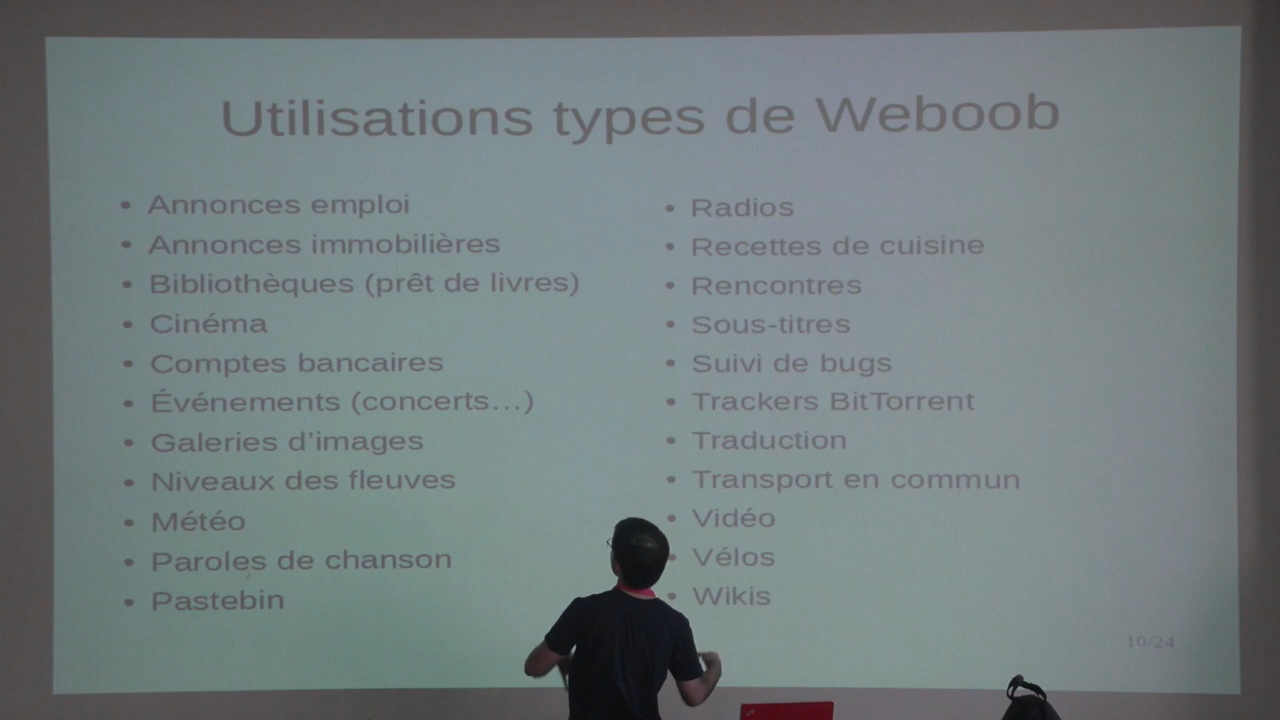 Utilisations types de Weboob
• Annonces emploi
• Annonces immobilières
• Bibliothèques (prêt de livres)
• Cinéma
• Comptes bancaires
• Événements (concerts…)
• Galeries d'images
• Niveaux des fleuves
• Météo
• Paroles de chanson
• Pastebin
• Radios
• Recettes de cuisine
• Rencontres
• Sous-titres
• Suivi de bugs
• Trackers BitTorrent
• Traduction
• Transport en commun
• Vidéo
• Vélos
• Wikis
10/24